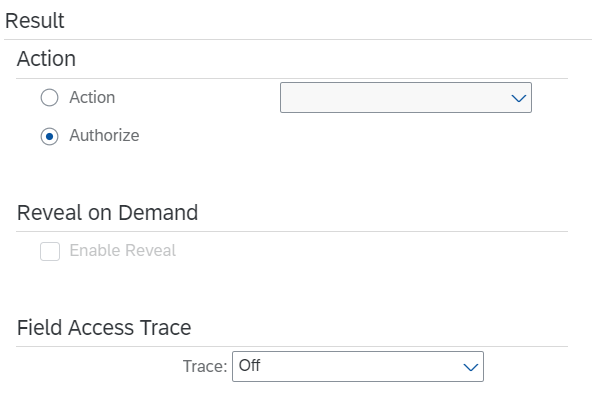 Result
Action
Action
Authorize
Reveal on Demand
Enable Reveal
Field Access Trace
Trace: Off